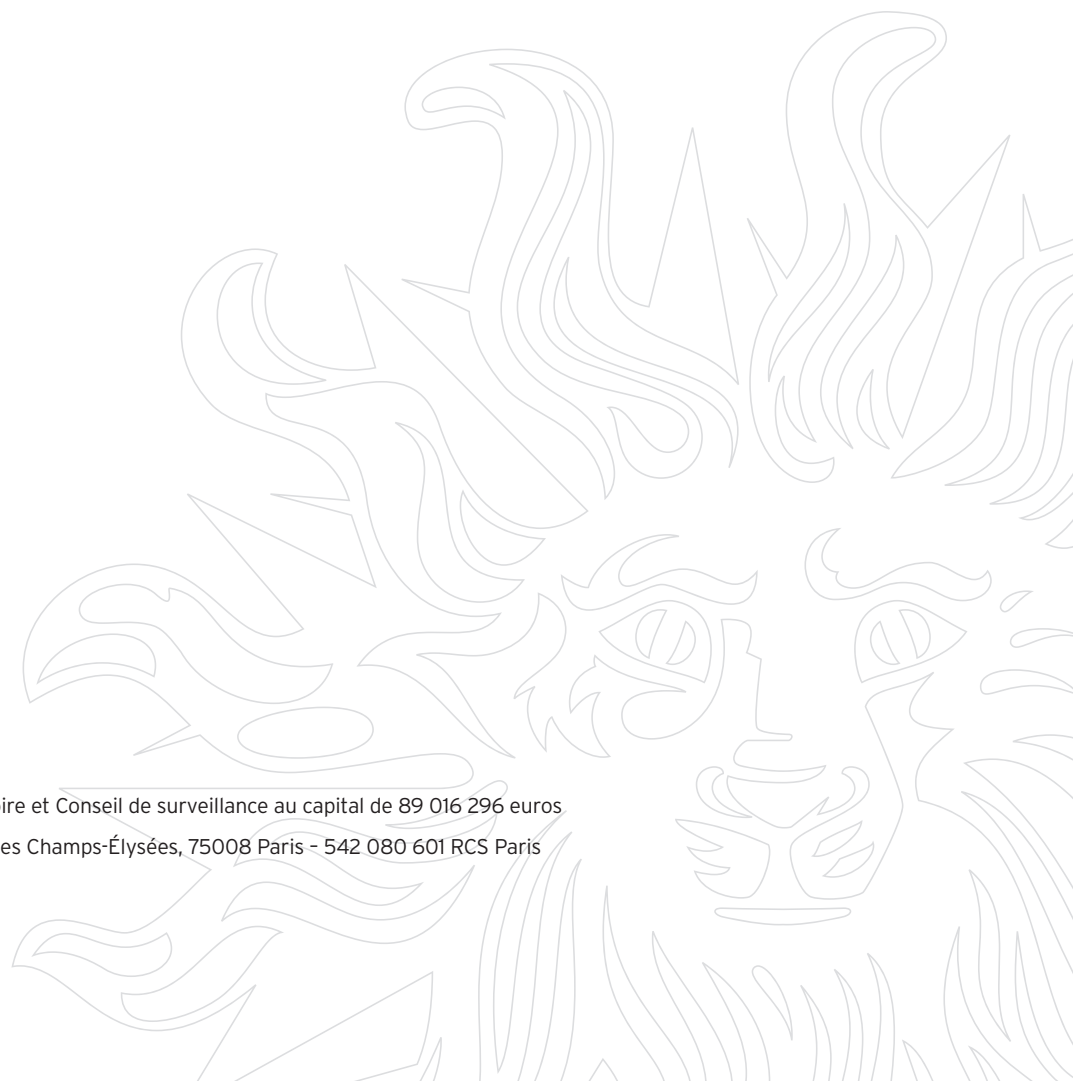 ire et Conseil de surveillance au capital de 89 016 296 euros
es Champs-Élysées, 75008 Paris – 542 080 601 RCS Paris